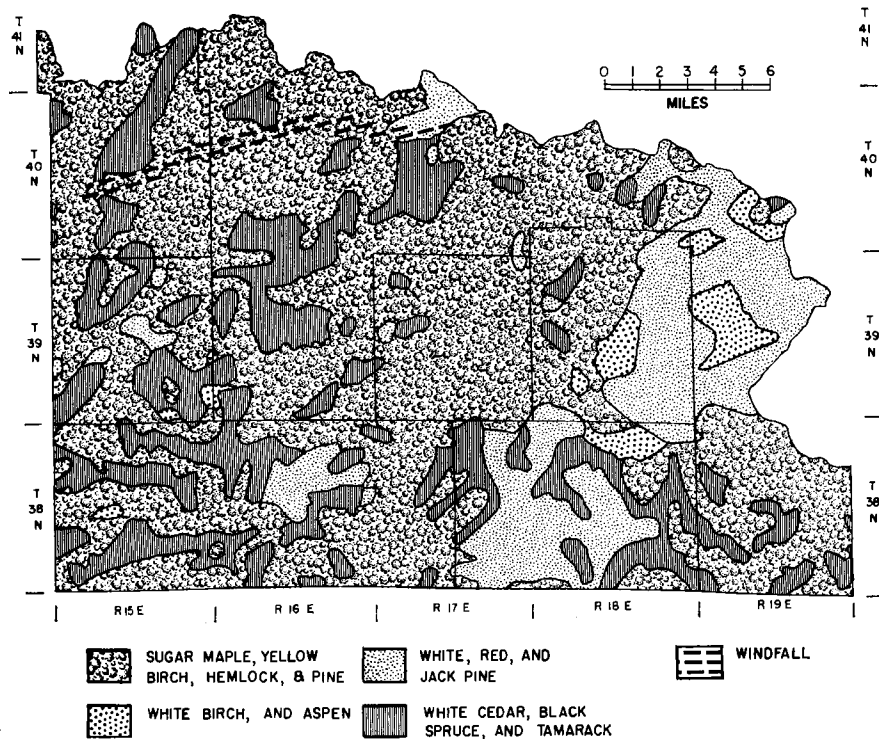 T
41
N
T
41
N
0 1 2 3 4 5 6
MILES
T
40
N
T
40
N
T
39
N
T
39
N
T
38
N
T
38
N
R 15 E R 16 E R 17 E R 18 E R 19 E
SUGAR MAPLE, YELLOW
BIRCH, HEMLOCK, & PINE
WHITE, RED, AND
JACK PINE
WINDFALL
WHITE BIRCH, AND ASPEN
WHITE CEDAR, BLACK
SPRUCE, AND TAMARACK